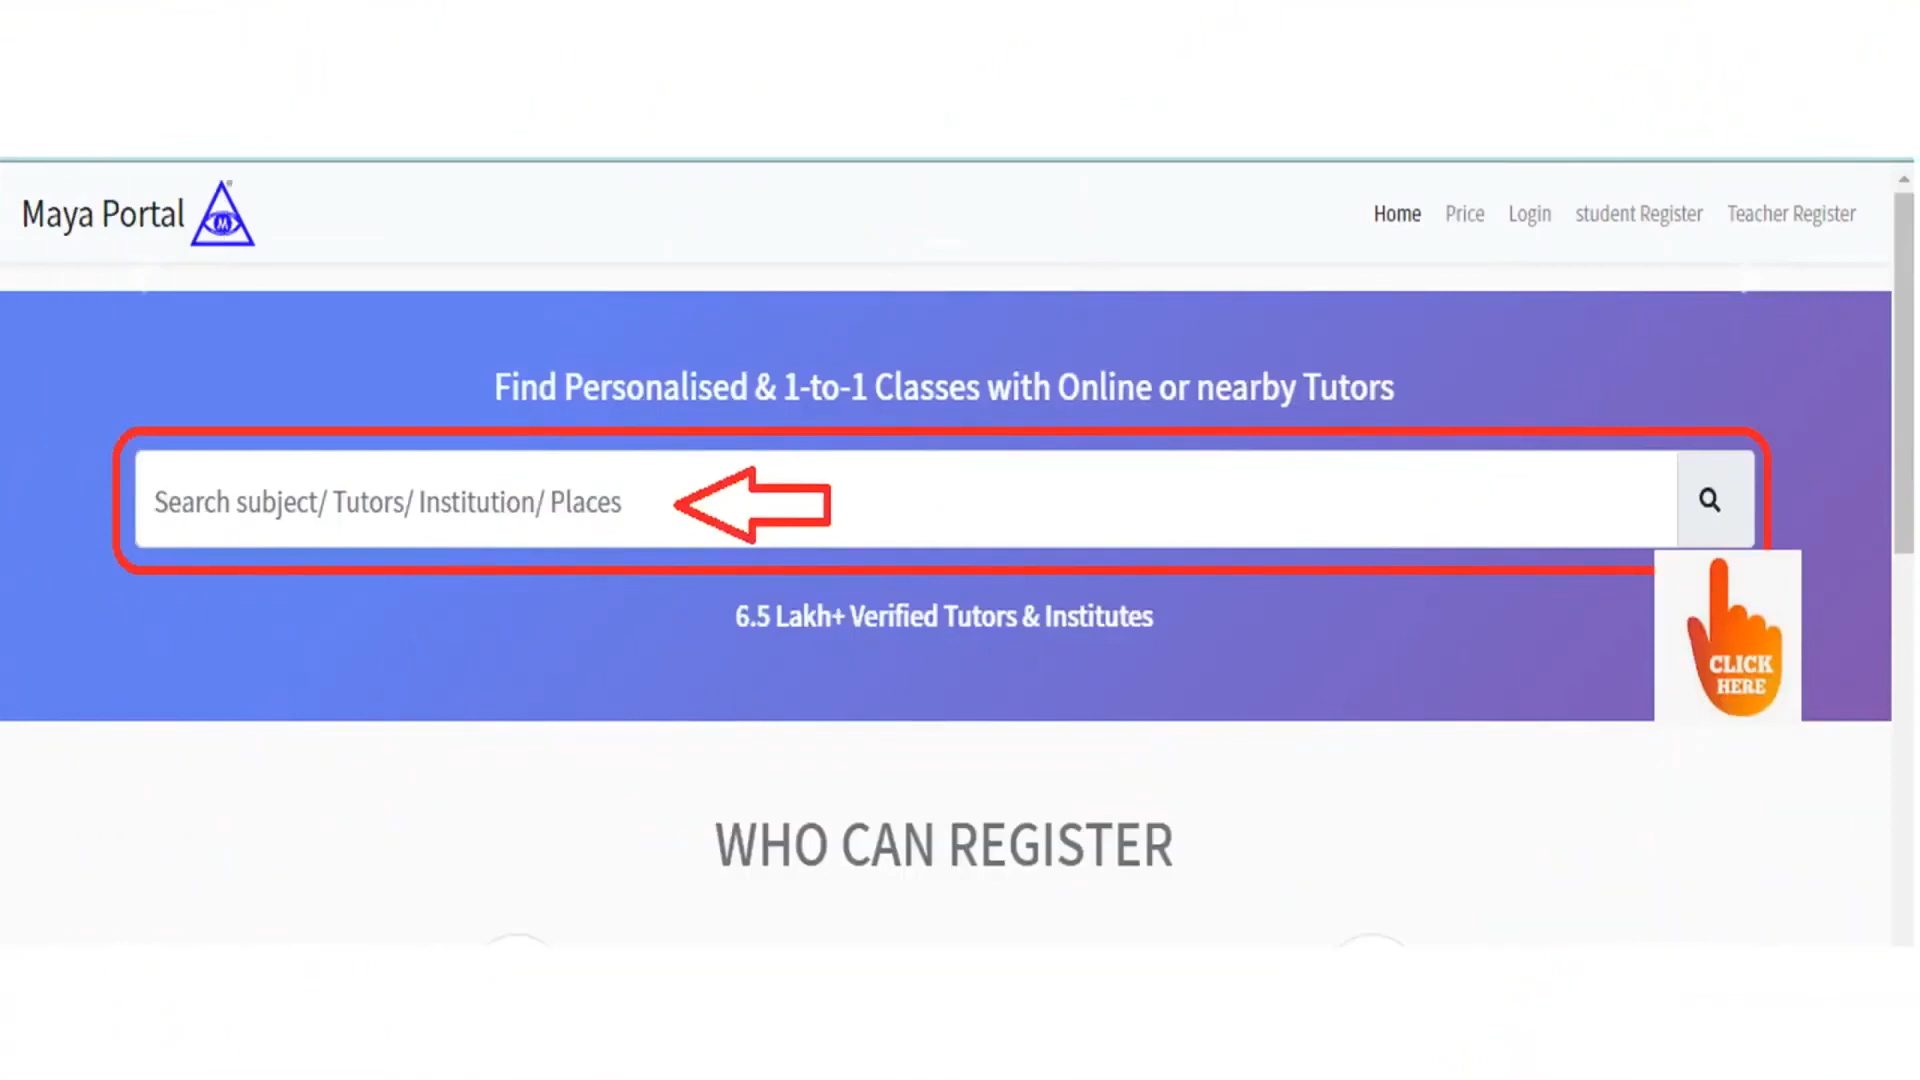 Maya Portal
M
Home Price Login student Register Teacher Register
Find Personalised & 1-to-1 Classes with Online or nearby Tutors
Search subject/ Tutors/ Institution/ Places
6.5 Lakh+ Verified Tutors & Institutes
CLICK
HERE
WHO CAN REGISTER